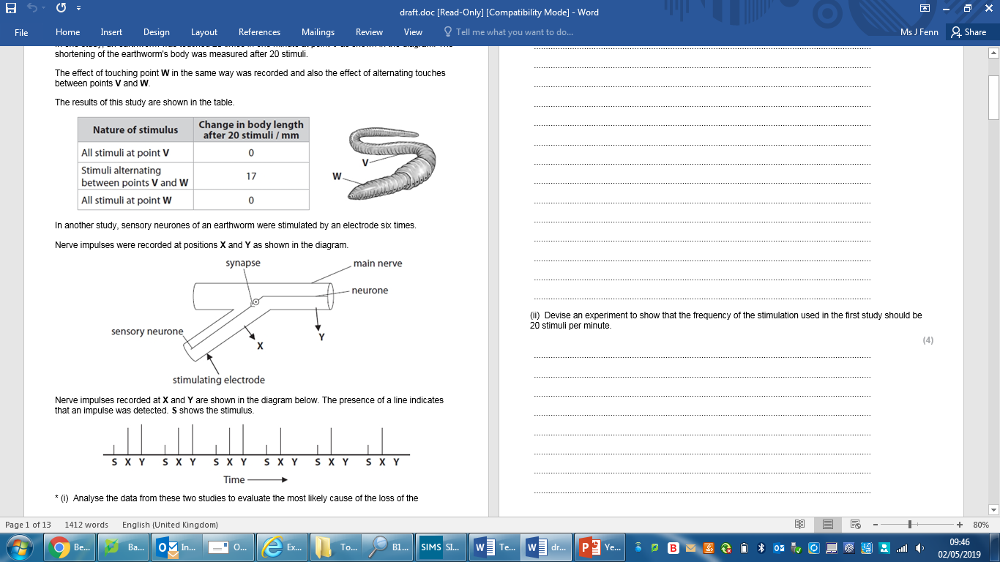 draft.doc [Read-Only] [Compatibility Mode] - Word
File Home Insert Design Layout References Mailings Review View Tell me what you want to do... Ms J Fenn Share
shortening of the earthworm's body was measured after 20 stimuli.
The effect of touching point W in the same way was recorded and also the effect of alternating touches
between points V and W.
The results of this study are shown in the table.
Nature of stimulus
Change in body length
after 20 stimuli / mm
All stimuli at point V 0
Stimuli alternating
between points V and W 17
All stimuli at point W 0
V
W
In another study, sensory neurones of an earthworm were stimulated by an electrode six times.
Nerve impulses were recorded at positions X and Y as shown in the diagram.
synapse
main nerve
neurone
sensory neurone
X
Y
stimulating electrode
Nerve impulses recorded at X and Y are shown in the diagram below. The presence of a line indicates
that an impulse was detected. S shows the stimulus.
S X Y S X Y S X Y S X Y S X Y S X Y
Time
* (i) Analyse the data from these two studies to evaluate the most likely cause of the loss of the
(ii) Devise an experiment to show that the frequency of the stimulation used in the first study should be
20 stimuli per minute.
(4)
Page 1 of 13 1412 words English (United Kingdom) 80%
Be... Ba... In... O... Ex... To... B1... SIMS SI... Te... dr... Ye...
09:46
02/05/2019